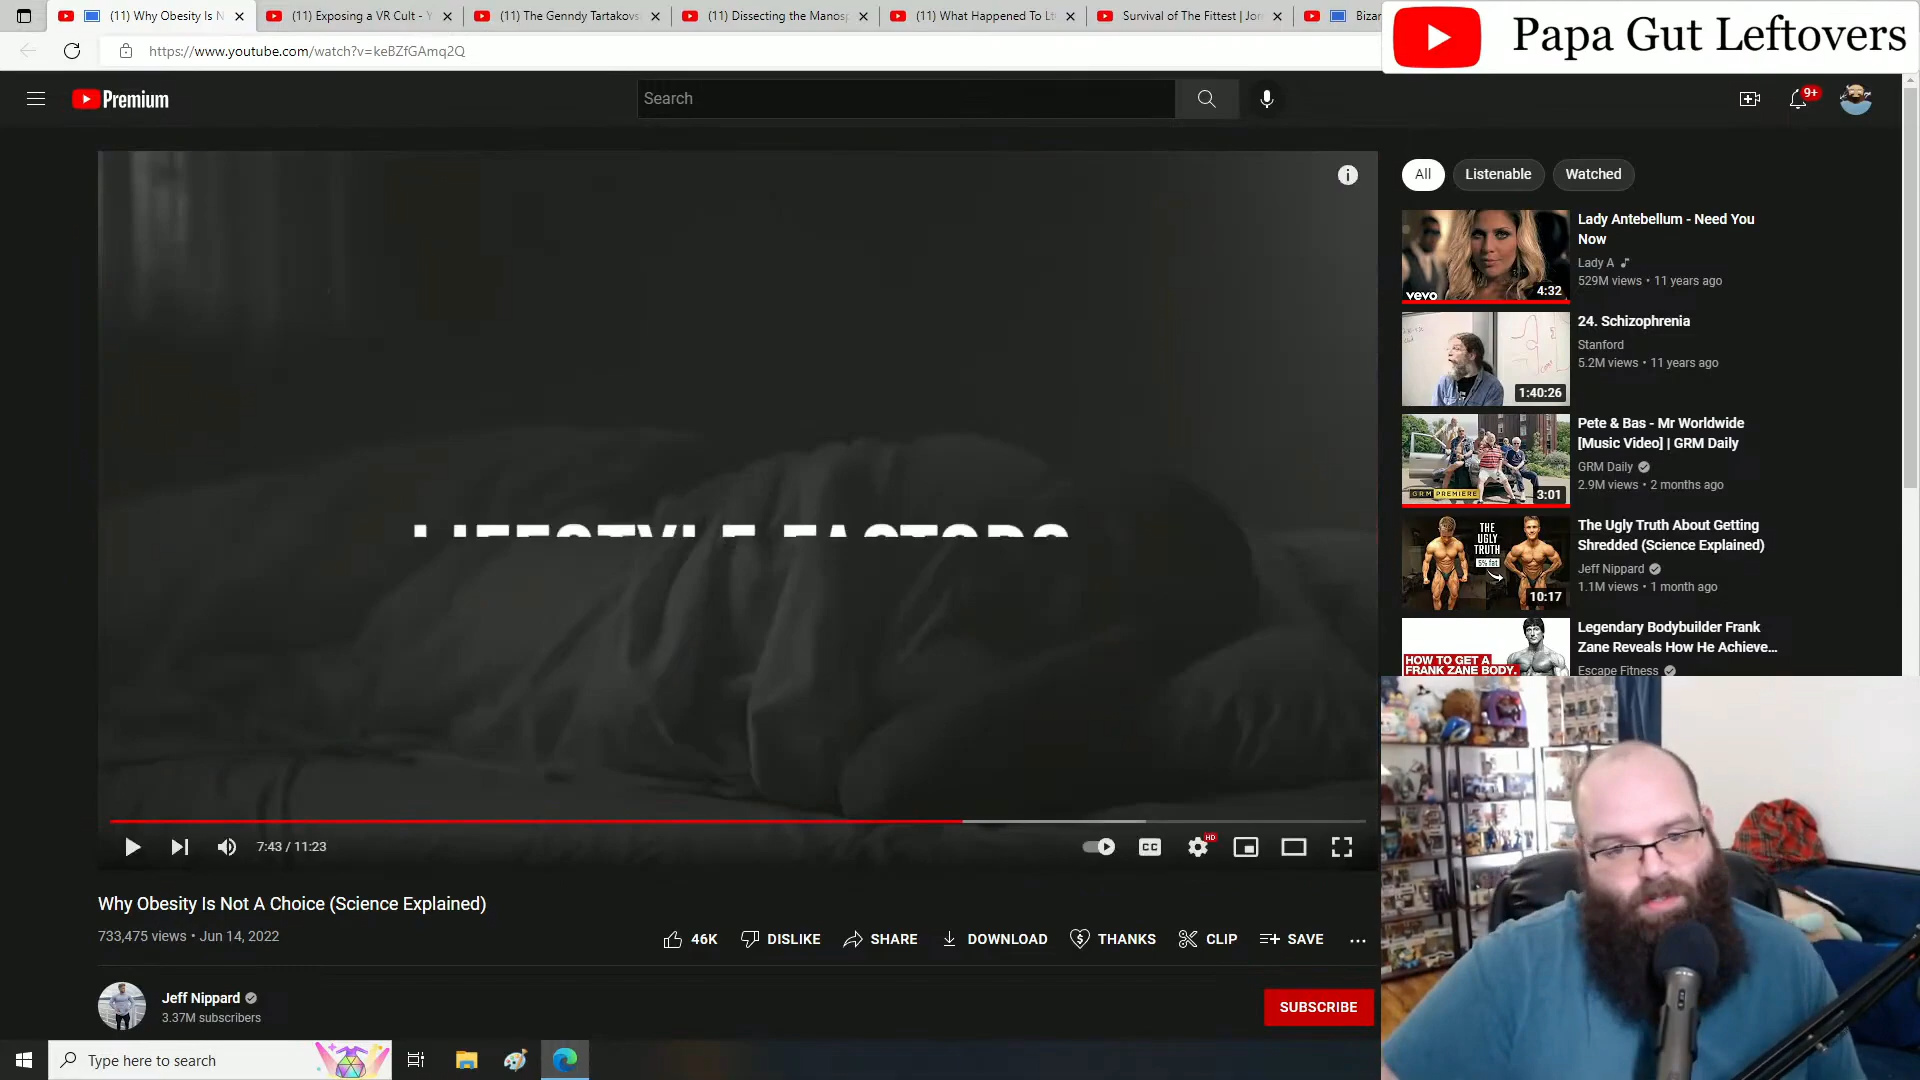 (11) Why Obesity Is N
(11) Exposing a VR Cult - Y
(11) The Genndy Tartakovs
(11) Dissecting the Manosp
(11) What Happened To Lt
Survival of The Fittest | Jor
Biza
Papa Gut Leftovers
https://www.youtube.com/watch?v=keBZfGAmq2Q
Premium
Search
9+
All
Listenable
Watched
Lady Antebellum - Need You
Now
Lady A
529M views • 11 years ago
vevo
4:32
24. Schizophrenia
Stanford
5.2M views • 11 years ago
1:40:26
Pete & Bas - Mr Worldwide
[Music Video] | GRM Daily
GRM Daily
2.9M views • 2 months ago
GRM PREMIERE
3:01
THE
UGLY
TRUTH
5% fat
The Ugly Truth About Getting
Shredded (Science Explained)
Jeff Nippard
1.1M views • 1 month ago
10:17
Legendary Bodybuilder Frank
Zane Reveals How He Achieve...
Escape Fitness
HOW TO GET A
FRANK ZANE BODY.
LIFESTYLE FACTORS
7:43 / 11:23
CC
HD
Why Obesity Is Not A Choice (Science Explained)
733,475 views • Jun 14, 2022
46K
DISLIKE
SHARE
DOWNLOAD
THANKS
CLIP
SAVE
Jeff Nippard
3.37M subscribers
SUBSCRIBE
Type here to search